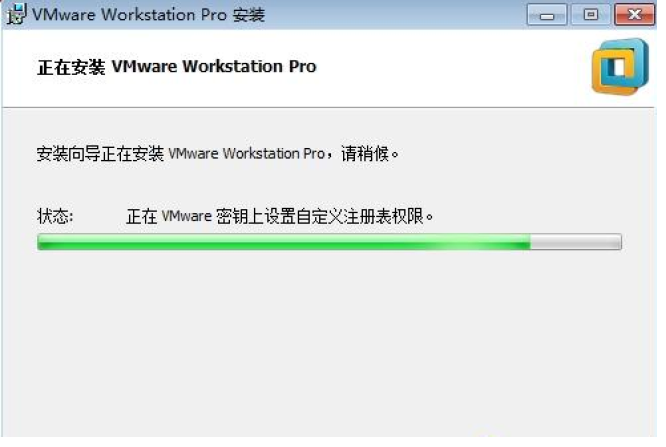 VMware Workstation Pro 安装
正在安装 VMware Workstation Pro
安装向导正在安装 VMware Workstation Pro，请稍候。
状态: 正在 VMware 密钥上设置自定义注册表权限。